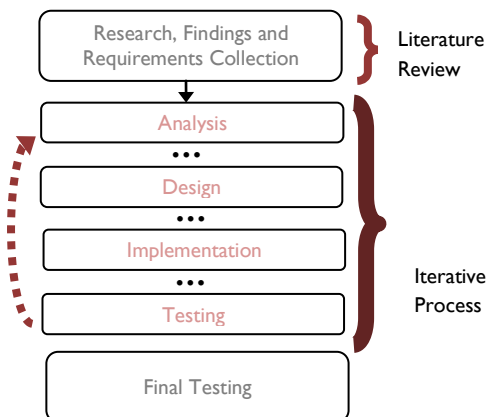 Research, Findings and
Requirements Collection
Literature
Review
Analysis
...
Design
...
Implementation
...
Testing
Iterative
Process
Final Testing